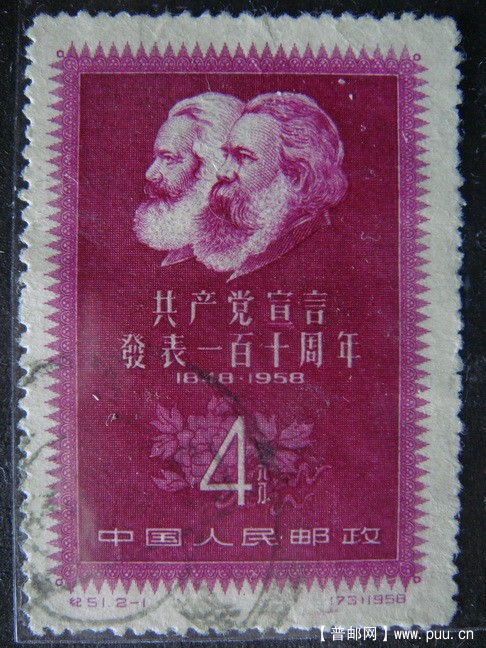 共产党宣言
發表一百十周年
1848·1958
4分
中国人民邮政
纪51.2-1 (173)1958
【普邮网】www.puu.cn